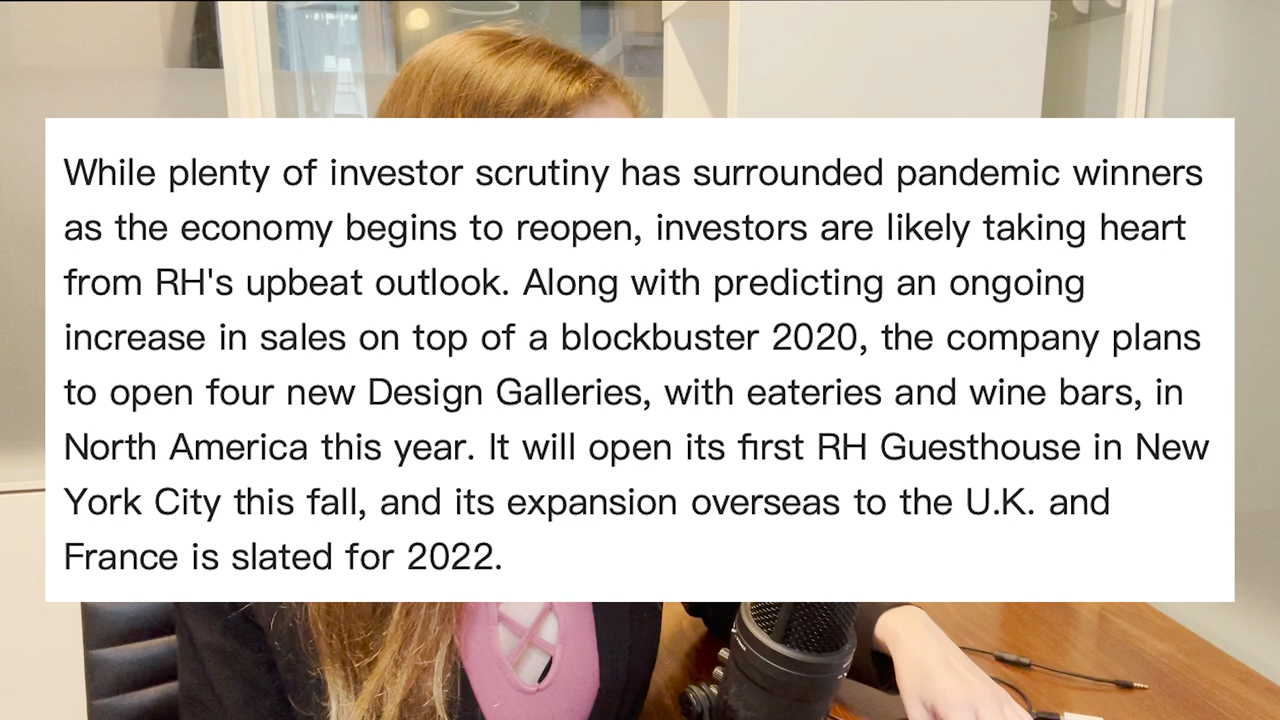 While plenty of investor scrutiny has surrounded pandemic winners
as the economy begins to reopen, investors are likely taking heart
from RH's upbeat outlook. Along with predicting an ongoing
increase in sales on top of a blockbuster 2020, the company plans
to open four new Design Galleries, with eateries and wine bars, in
North America this year. It will open its first RH Guesthouse in New
York City this fall, and its expansion overseas to the U.K. and
France is slated for 2022.